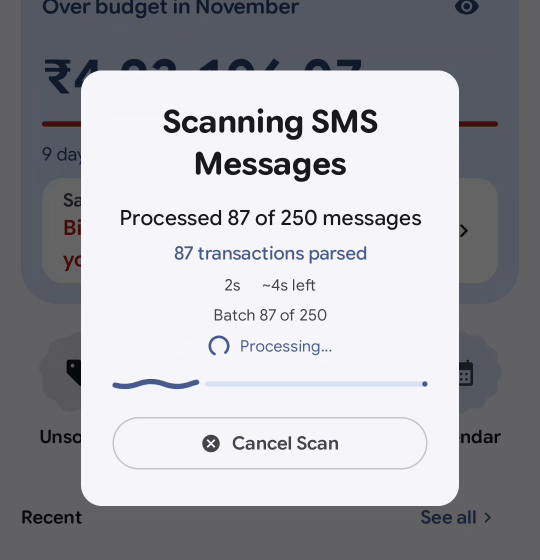 Over budget in November
Scanning SMS
Messages
9
Processed 87 of 250 messages
87 transactions parsed
2s ~4s left
Batch 87 of 250
Processing...
Cancel Scan
Recent
See all